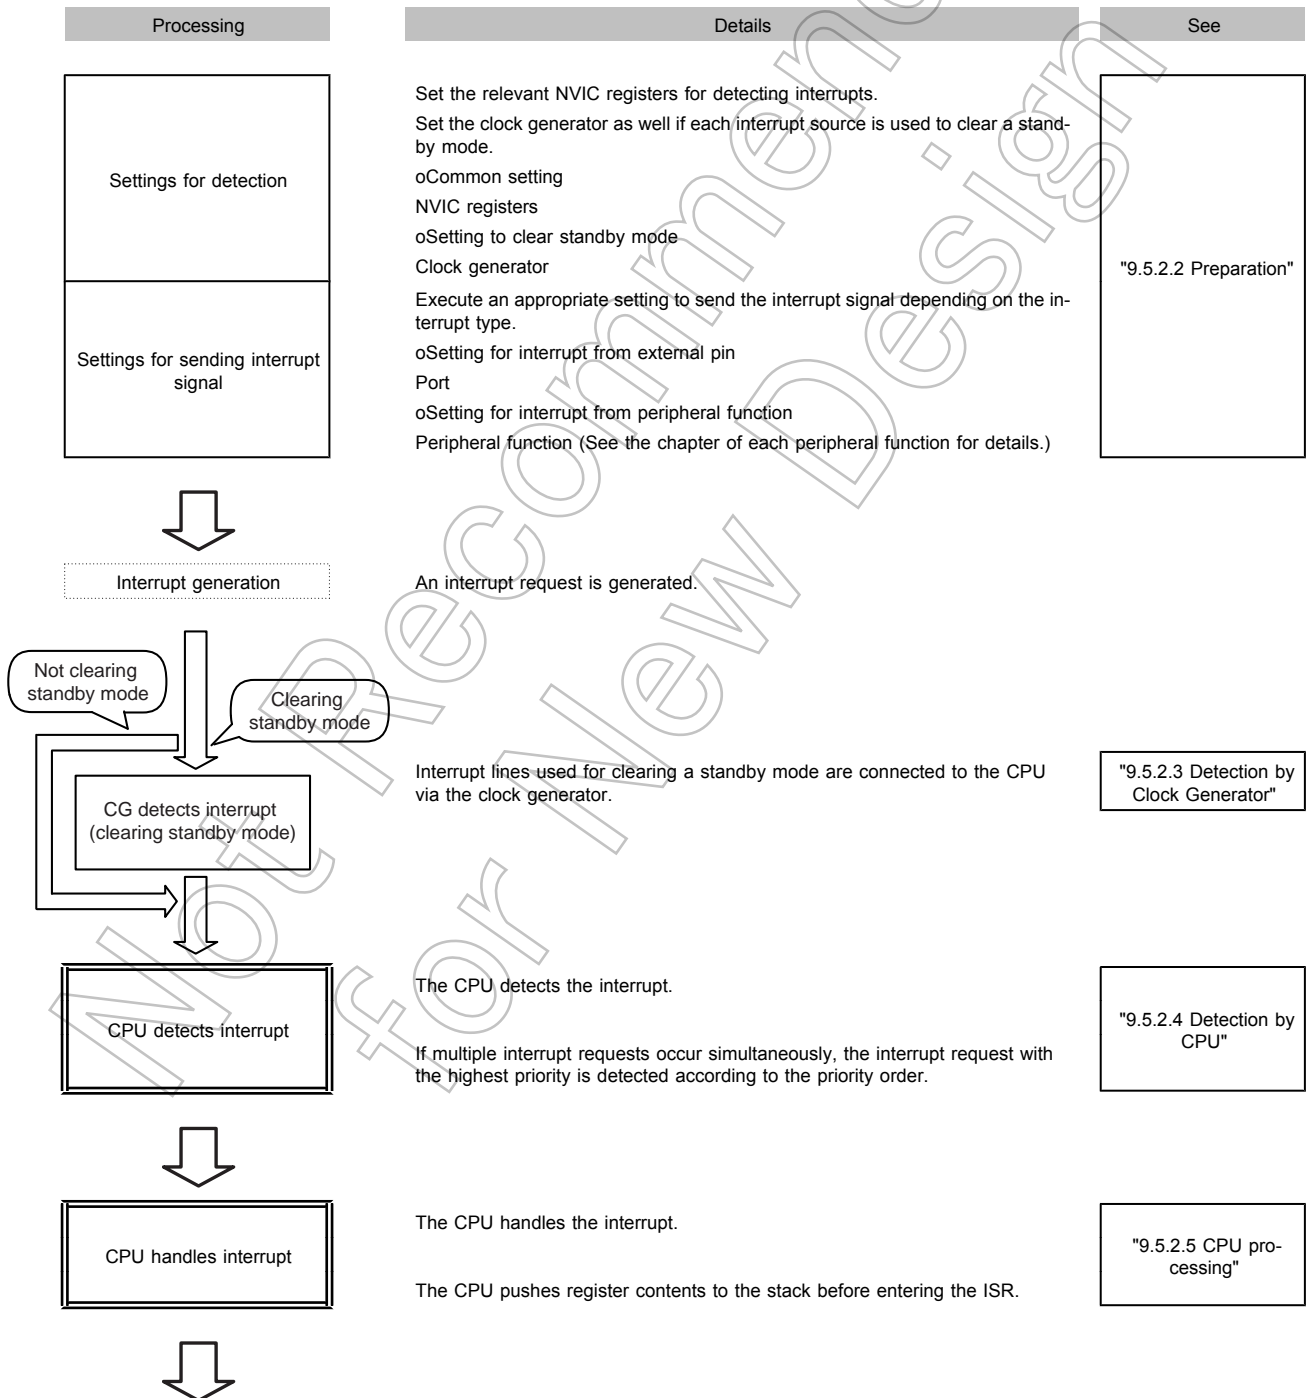 Processing
Details
See
Settings for detection
Set the relevant NVIC registers for detecting interrupts.
Set the clock generator as well if each interrupt source is used to clear a stand-
by mode.
oCommon setting
NVIC registers
oSetting to clear standby mode
Clock generator
"9.5.2.2 Preparation"
Settings for sending interrupt
signal
Execute an appropriate setting to send the interrupt signal depending on the in-
terrupt type.
oSetting for interrupt from external pin
Port
oSetting for interrupt from peripheral function
Peripheral function (See the chapter of each peripheral function for details.)
Interrupt generation
An interrupt request is generated.
Not clearing
standby mode
Clearing
standby mode
CG detects interrupt
(clearing standby mode)
Interrupt lines used for clearing a standby mode are connected to the CPU
via the clock generator.
"9.5.2.3 Detection by
Clock Generator"
CPU detects interrupt
The CPU detects the interrupt.
If multiple interrupt requests occur simultaneously, the interrupt request with
the highest priority is detected according to the priority order.
"9.5.2.4 Detection by
CPU"
CPU handles interrupt
The CPU handles the interrupt.
The CPU pushes register contents to the stack before entering the ISR.
"9.5.2.5 CPU pro-
cessing"
Not Recommen
for New Design